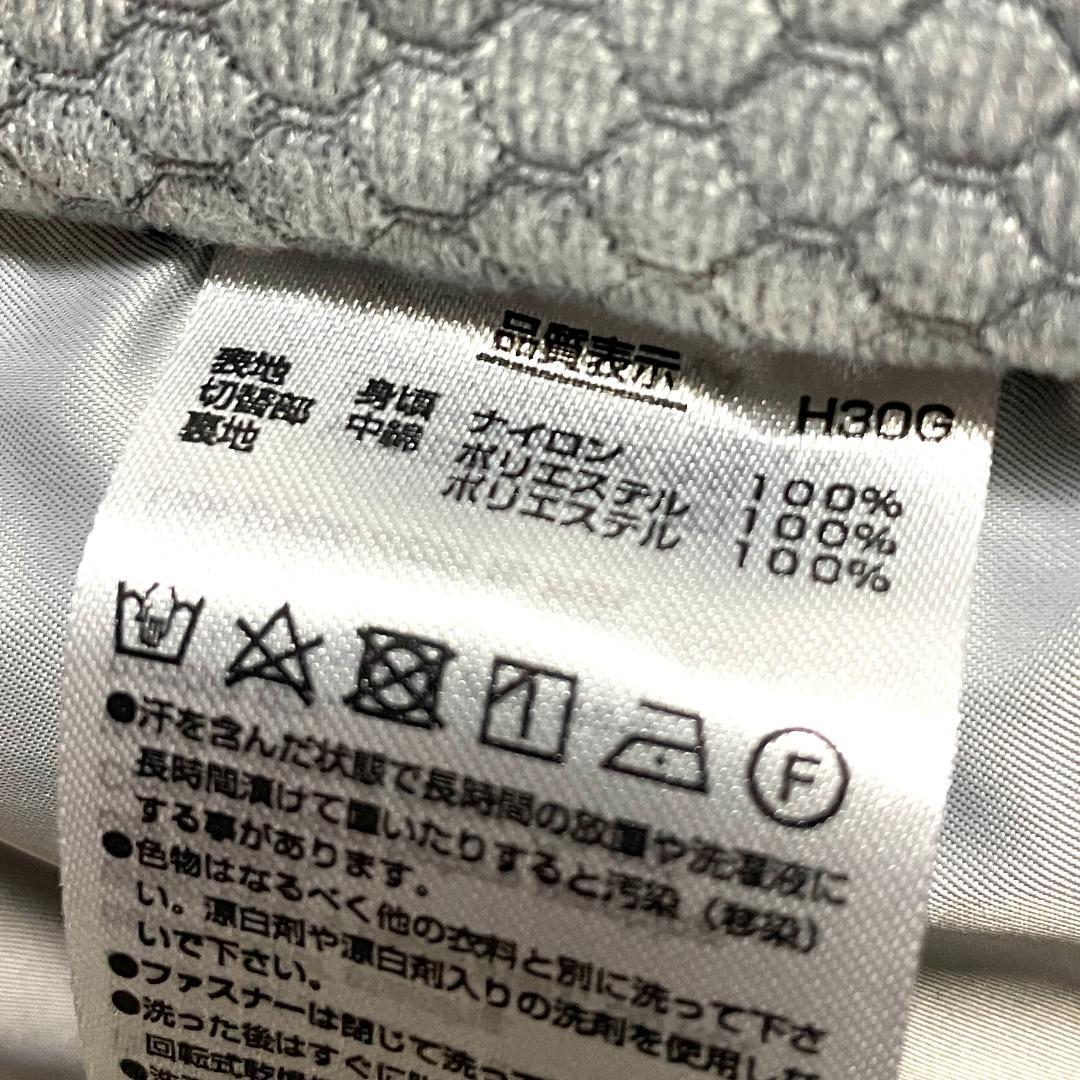 品質表示
H30G
表地 身頃 ナイロン 100%
切替部 中綿 ポリエステル 100%
裏地 ポリエステル 100%
F
●汗を含んだ状態で長時間の放置や洗濯液に
長時間漬けて置いたりすると汚染(移染)
する事があります。
●色物はなるべく他の衣料と別に洗って下さ
い。漂白剤や漂白剤入りの洗剤を使用しな
いで下さい。
●ファスナーは閉じて洗っ
●洗った後はすぐに
回転式乾燥